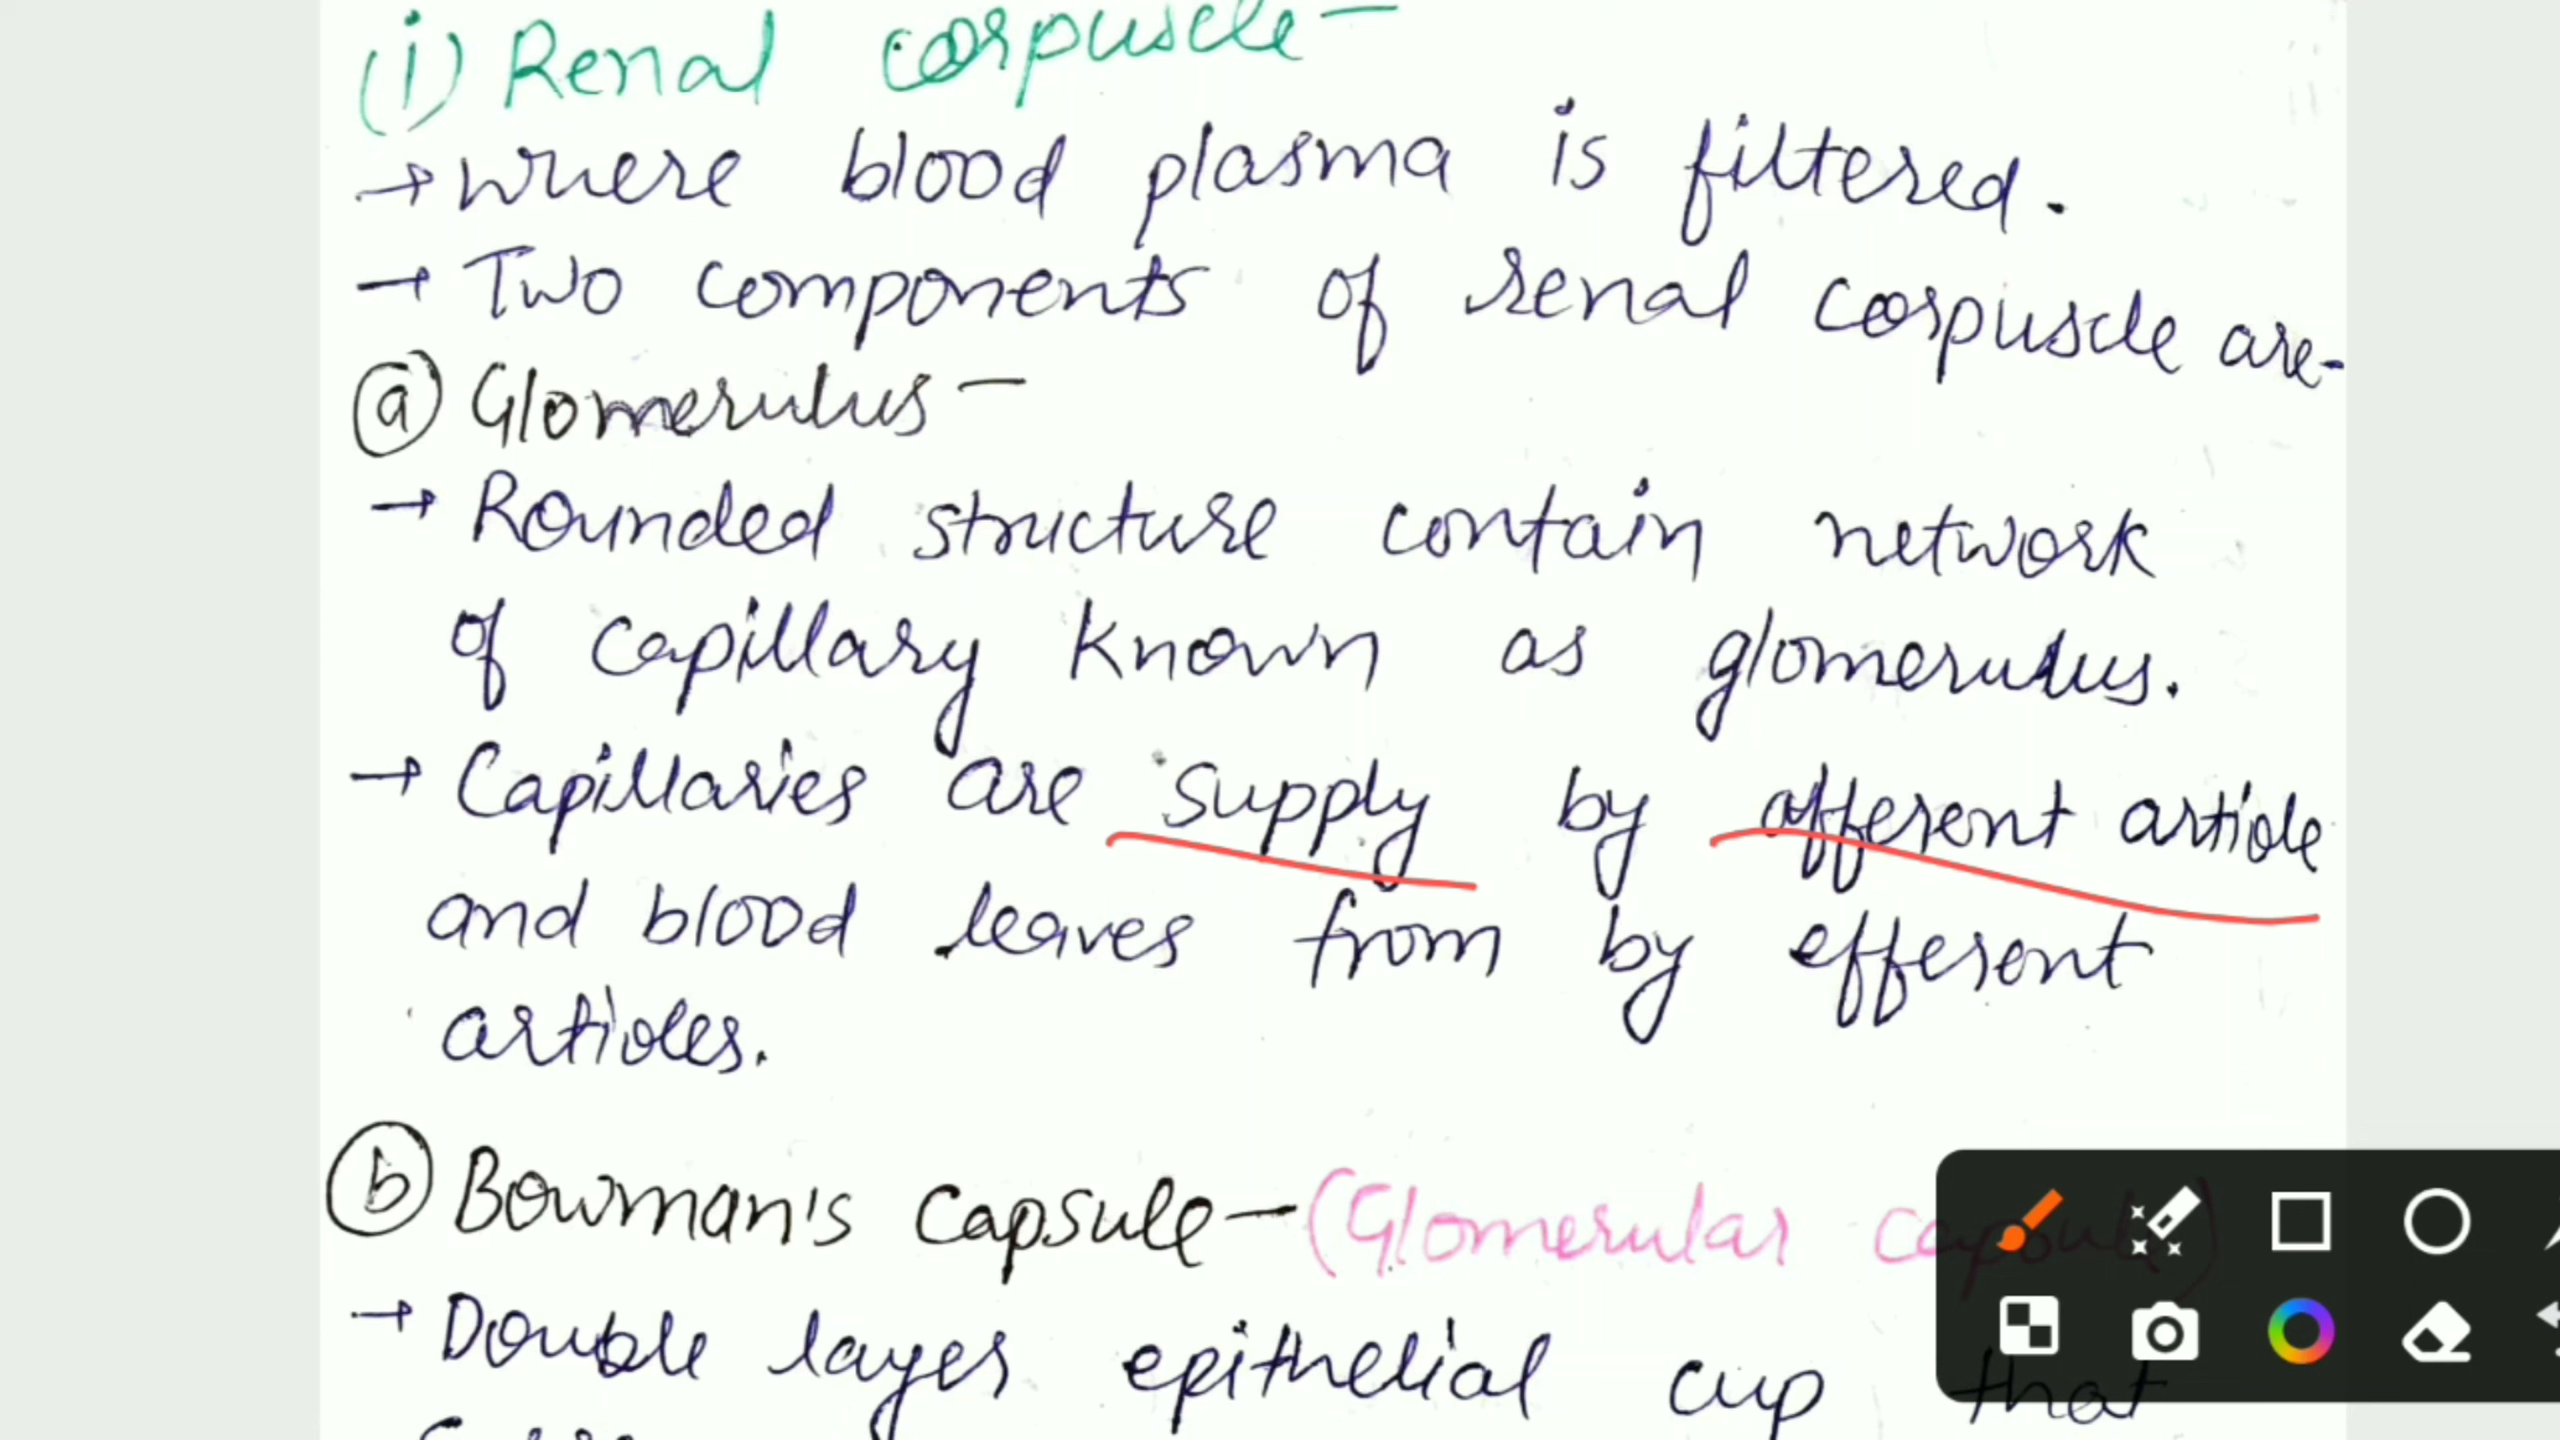 (i) Renal corpuscle-
→ where blood plasma is filtered.
→ Two components of renal corpuscle are-
(a) Glomerulus-
→ Rounded structure contain network
of capillary known as glomerulus.
→ Capillaries are supply by afferent artiole
and blood leaves from by efferent
artioles.
(b) Bowman's capsule-(Glomerular capsule)
→ Double layer epithelial cup that